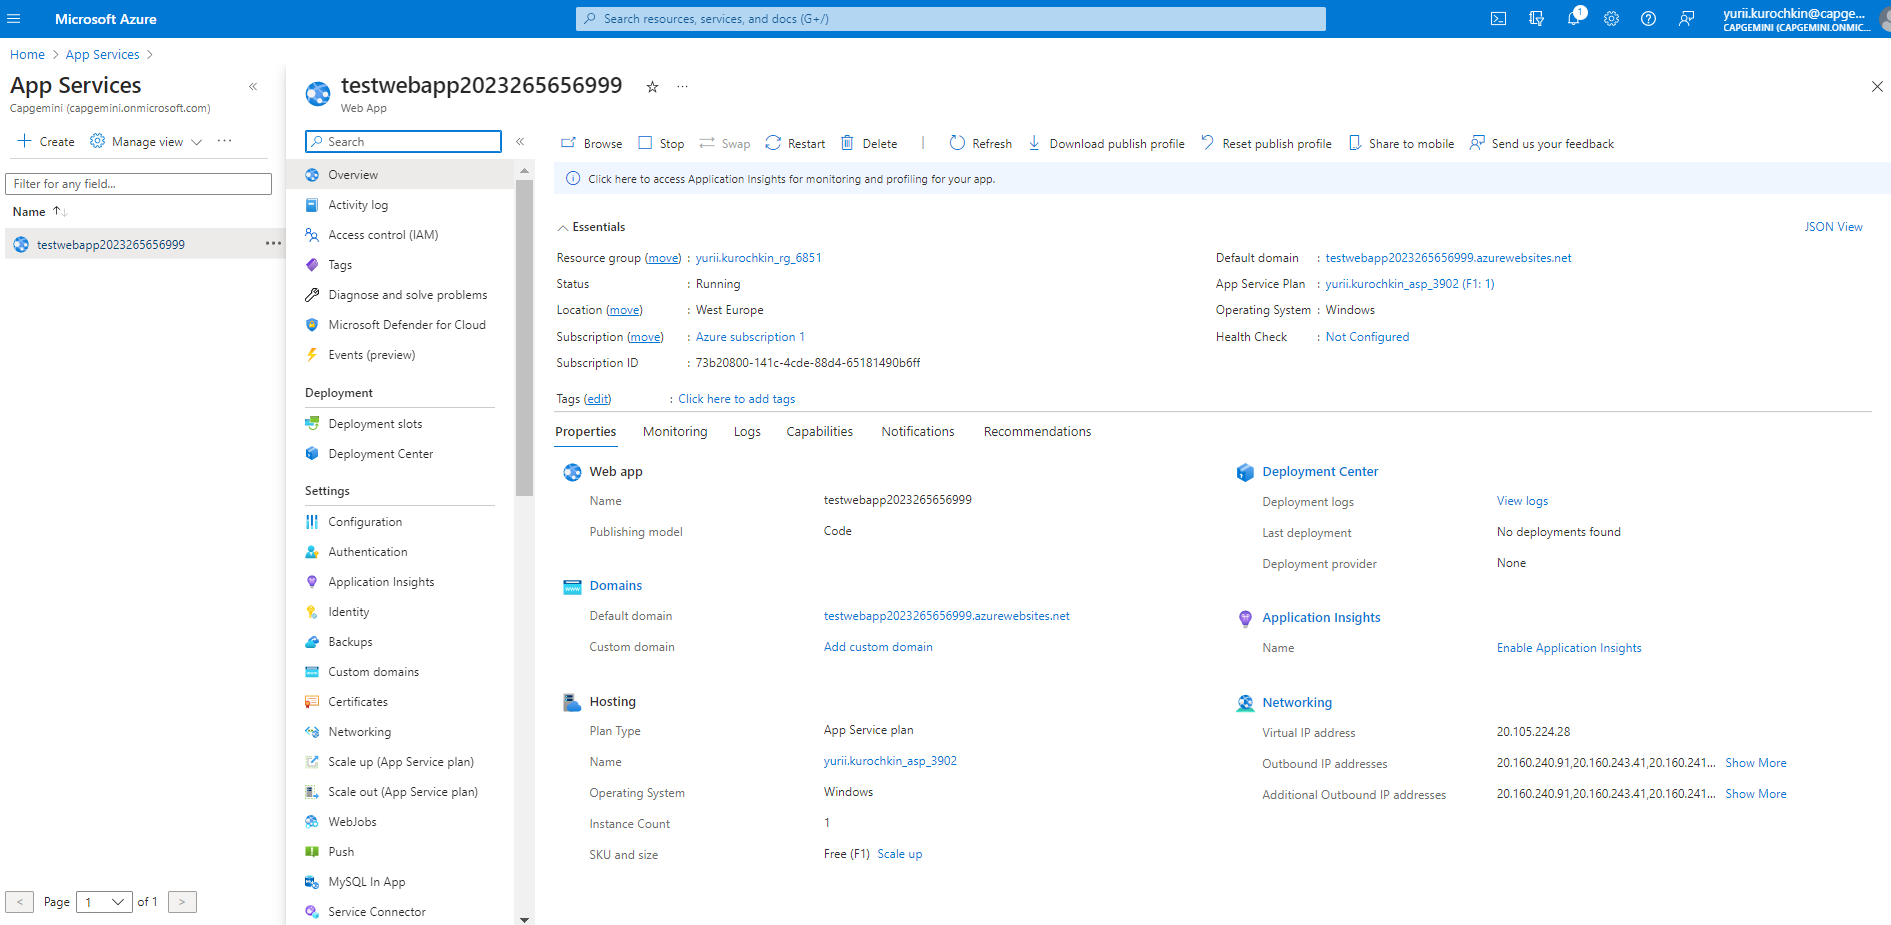 Microsoft Azure
Search resources, services, and docs (G+/)
1
yurii.kurochkin@capge...
CAPGEMINI (CAPGEMINI.ONMIC...
Home > App Services >
App Services
Capgemini (capgemini.onmicrosoft.com)
Create
Manage view
Filter for any field...
Name
testwebapp2023265656999
< Page 1 of 1 >
testwebapp2023265656999
Web App
Search
Overview
Activity log
Access control (IAM)
Tags
Diagnose and solve problems
Microsoft Defender for Cloud
Events (preview)
Deployment
Deployment slots
Deployment Center
Settings
Configuration
Authentication
Application Insights
Identity
Backups
Custom domains
Certificates
Networking
Scale up (App Service plan)
Scale out (App Service plan)
WebJobs
Push
MySQL In App
Service Connector
Browse Stop Swap Restart Delete | Refresh Download publish profile Reset publish profile Share to mobile Send us your feedback
Click here to access Application Insights for monitoring and profiling for your app.
Essentials
JSON View
Resource group (move) : yurii.kurochkin_rg_6851
Status : Running
Location (move) : West Europe
Subscription (move) : Azure subscription 1
Subscription ID : 73b20800-141c-4cde-88d4-65181490b6ff
Default domain : testwebapp2023265656999.azurewebsites.net
App Service Plan : yurii.kurochkin_asp_3902 (F1: 1)
Operating System : Windows
Health Check : Not Configured
Tags (edit) : Click here to add tags
Properties Monitoring Logs Capabilities Notifications Recommendations
Web app
Name testwebapp2023265656999
Publishing model Code
Domains
Default domain testwebapp2023265656999.azurewebsites.net
Custom domain Add custom domain
Hosting
Plan Type App Service plan
Name yurii.kurochkin_asp_3902
Operating System Windows
Instance Count 1
SKU and size Free (F1) Scale up
Deployment Center
Deployment logs View logs
Last deployment No deployments found
Deployment provider None
Application Insights
Name Enable Application Insights
Networking
Virtual IP address 20.105.224.28
Outbound IP addresses 20.160.240.91,20.160.243.41,20.160.241... Show More
Additional Outbound IP addresses 20.160.240.91,20.160.243.41,20.160.241... Show More